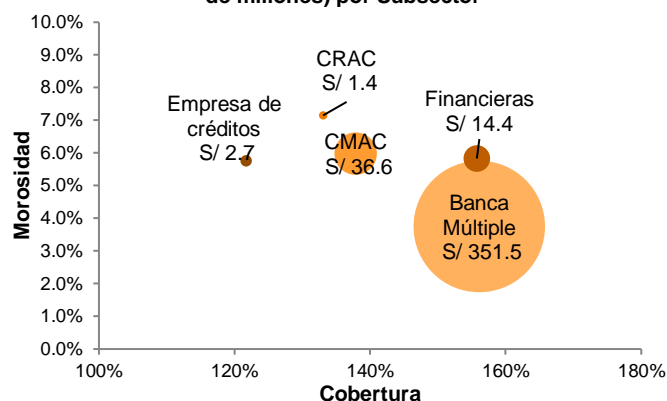 de millones) por Subsector
10.0%
9.0%
8.0%
7.0%
6.0%
5.0%
4.0%
3.0%
2.0%
1.0%
0.0%
Morosidad
CRAC
S/ 1.4
Empresa de
créditos
S/ 2.7
CMAC
S/ 36.6
Financieras
S/ 14.4
Banca
Múltiple
S/ 351.5
100%
120%
140%
160%
180%
Cobertura